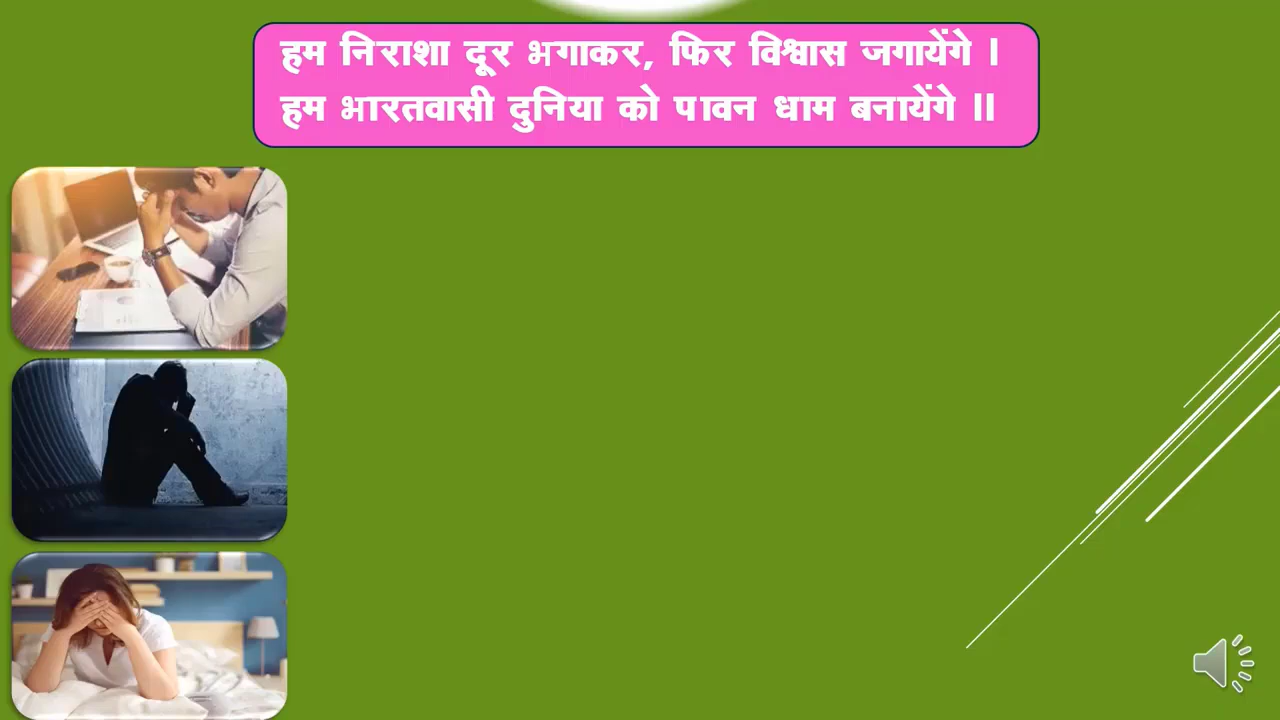 हम निराशा दूर भगाकर, फिर विश्वास जगायेंगे ।
हम भारतवासी दुनिया को पावन धाम बनायेंगे ।।